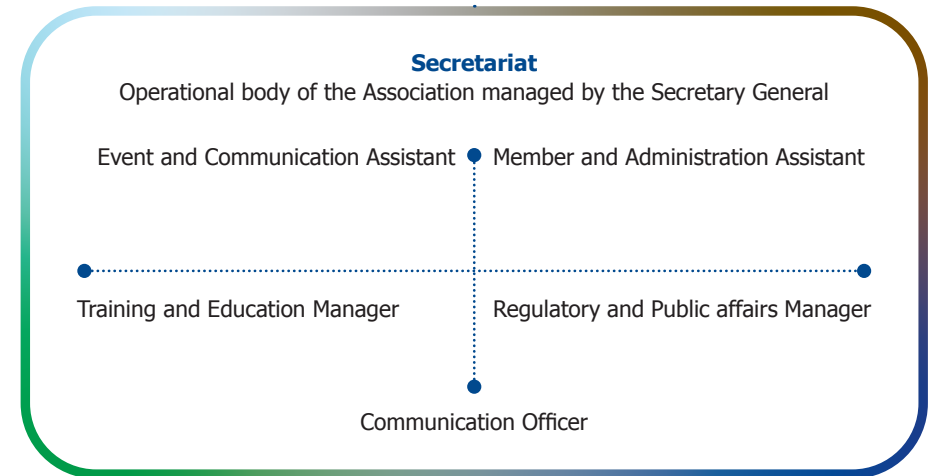 Secretariat
Operational body of the Association managed by the Secretary General
Event and Communication Assistant
Member and Administration Assistant
Training and Education Manager
Regulatory and Public affairs Manager
Communication Officer